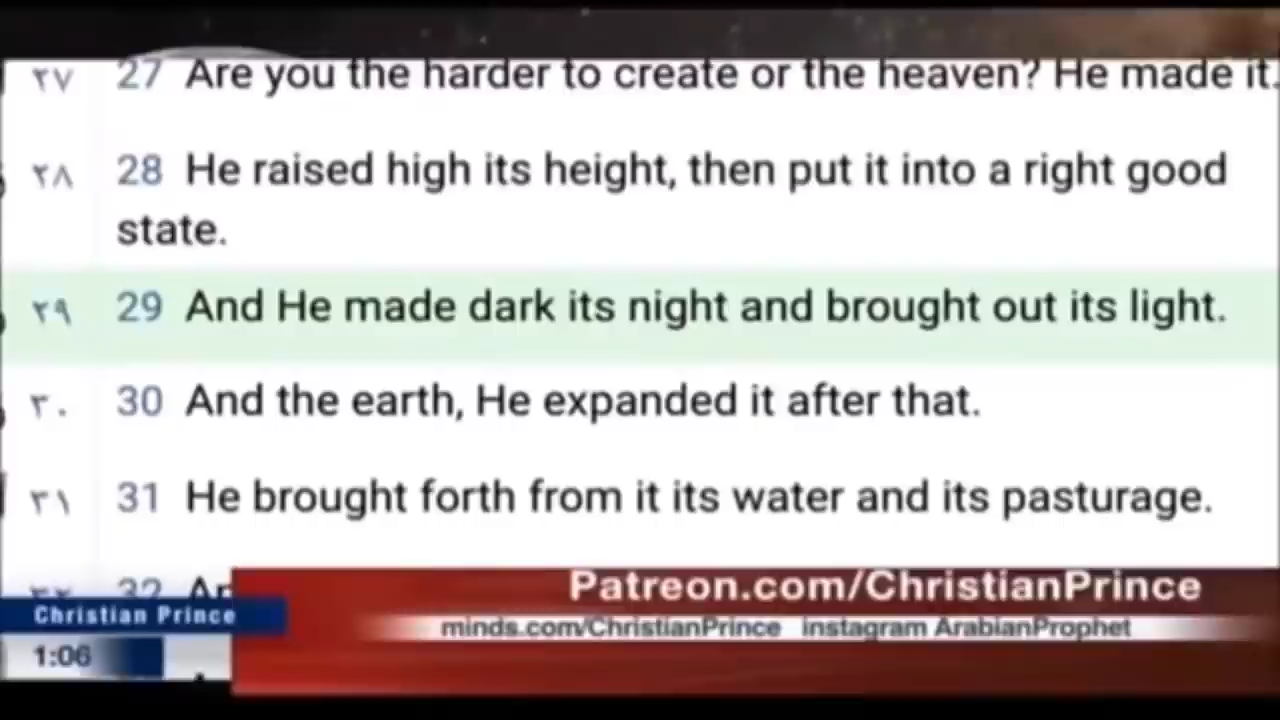 ٢٧ 27 Are you the harder to create or the heaven? He made it.
٢٨ 28 He raised high its height, then put it into a right good
state.
٢٩ 29 And He made dark its night and brought out its light.
٣٠ 30 And the earth, He expanded it after that.
٣١ 31 He brought forth from it its water and its pasturage.
32
Patreon.com/ChristianPrince
Christian Prince
minds.com/ChristianPrince instagram ArabianProphet
1:06